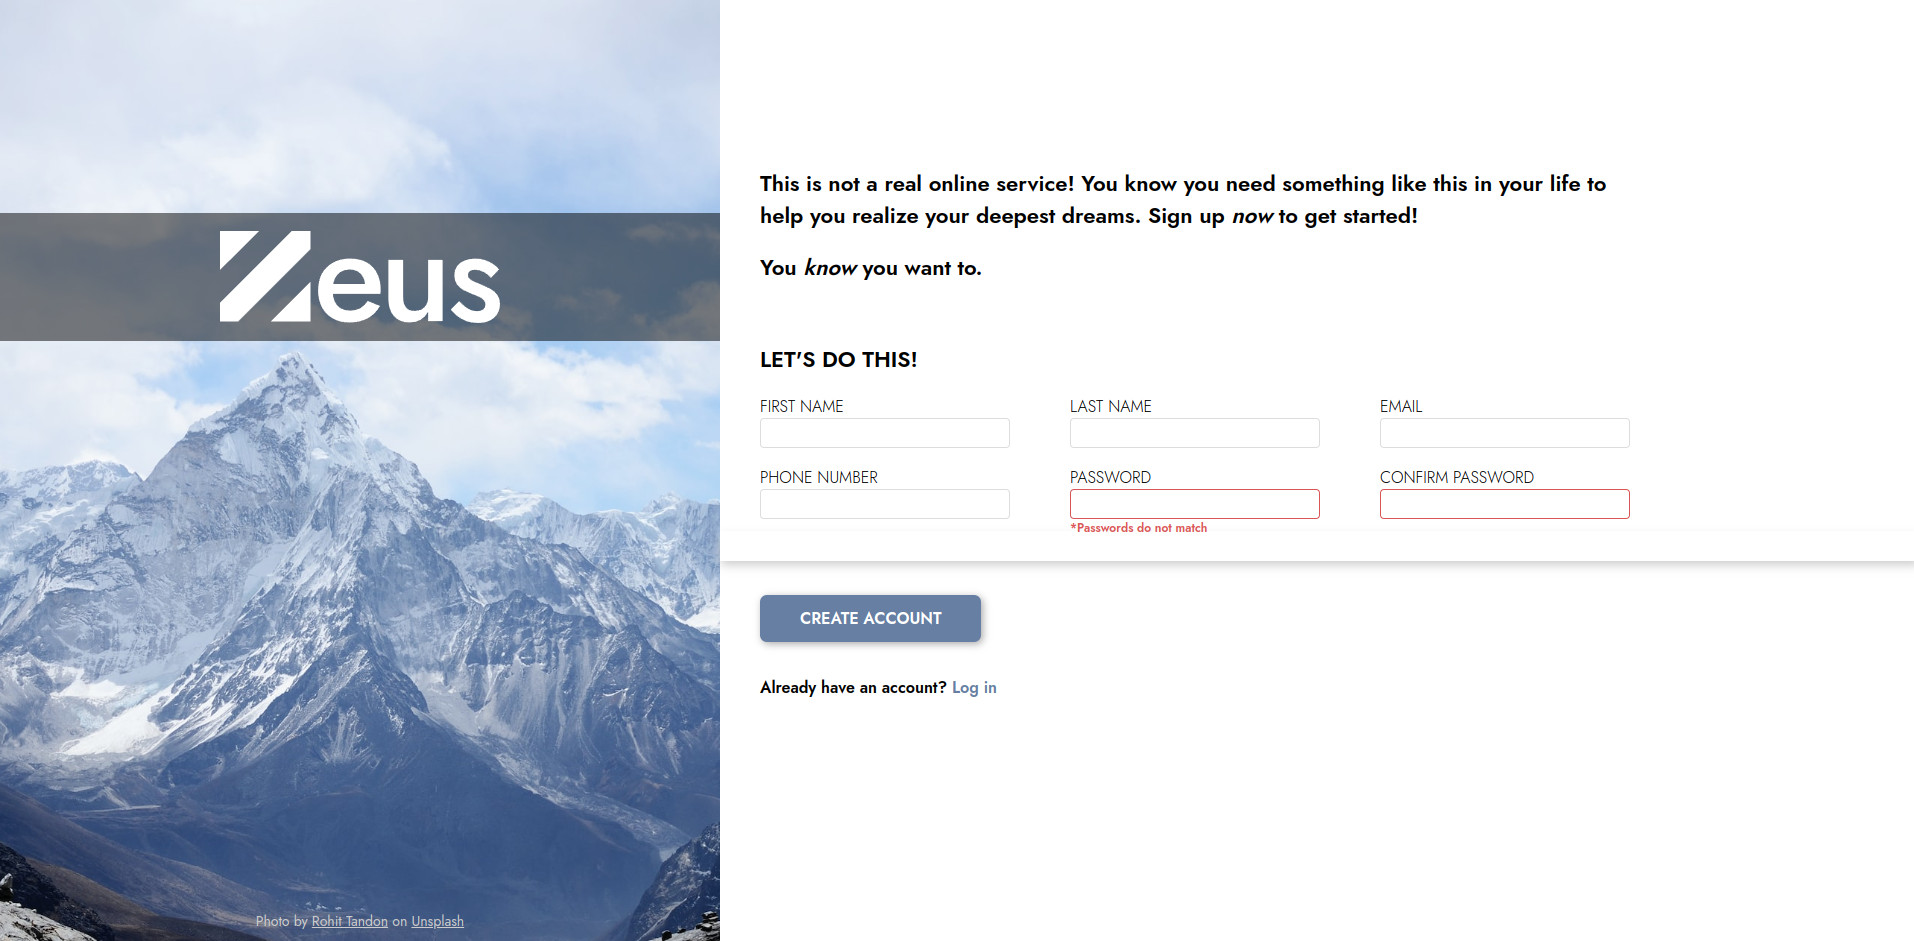 Zeus
Photo by Rohit Tandon on Unsplash
This is not a real online service! You know you need something like this in your life to
help you realize your deepest dreams. Sign up now to get started!
You know you want to.
LET'S DO THIS!
FIRST NAME
LAST NAME
EMAIL
PHONE NUMBER
PASSWORD
CONFIRM PASSWORD
*Passwords do not match
CREATE ACCOUNT
Already have an account? Log in